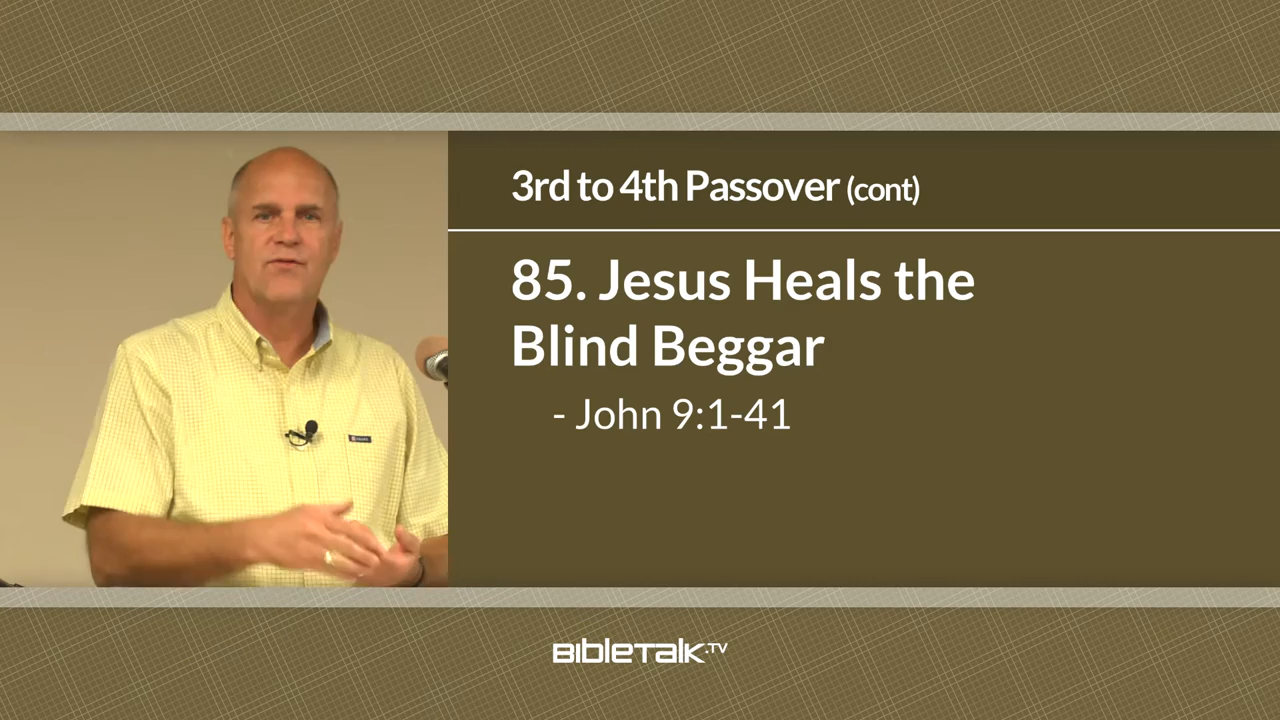 3rd to 4th Passover (cont)
85. Jesus Heals the
Blind Beggar
- John 9:1-41
BibleTalk.TV